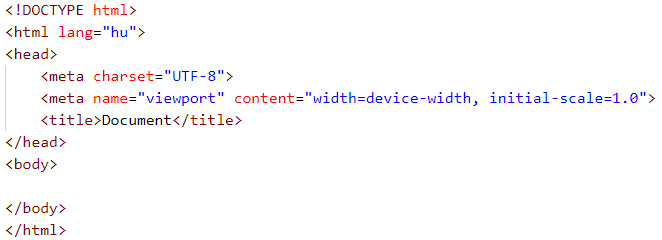 <!DOCTYPE html>
<html lang="hu">
<head>
    <meta charset="UTF-8">
    <meta name="viewport" content="width=device-width, initial-scale=1.0">
    <title>Document</title>
</head>
<body>

</body>
</html>